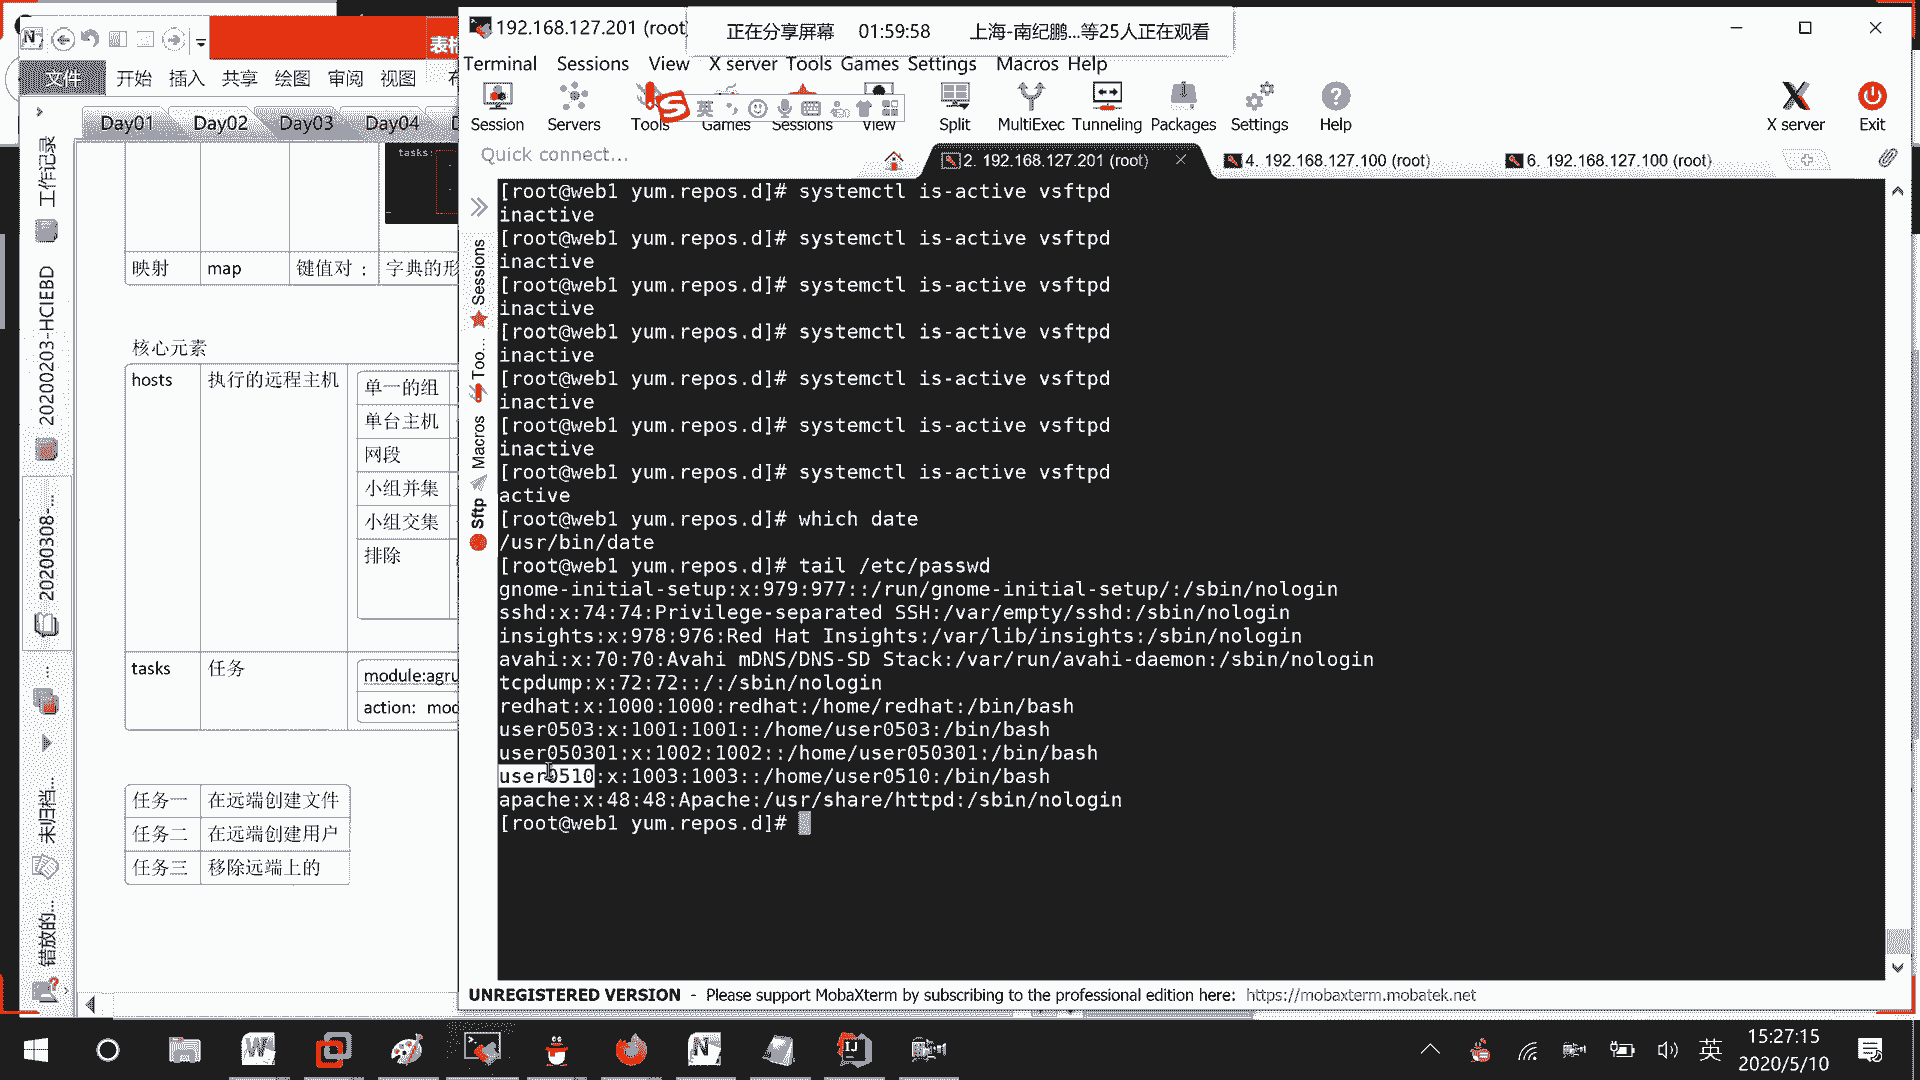 192.168.127.201 (root
正在分享屏幕 01:59:58 上海-南纪鹏...等25人正在观看
表格
Terminal Sessions View X server Tools Games Settings Macros Help
文件 开始 插入 共享 绘图 审阅 视图
英
Session Servers Tools Games Sessions View Split MultiExec Tunneling Packages Settings Help X server Exit
Day01 Day02 Day03 Day04
Quick connect...
2. 192.168.127.201 (root)
4. 192.168.127.100 (root)
6. 192.168.127.100 (root)
工作记录
20200203-HCIEBD
20200308-...
...
未归档...
错放的...
tasks:
映射 map 键值对 : 字典的形
核心元素
hosts 执行的远程主机 单一的组
单台主机
网段
小组并集
小组交集
排除
tasks 任务 module:agru
action: mod
任务一 在远端创建文件
任务二 在远端创建用户
任务三 移除远端上的
Sessions
Too...
Macros
Sftp
[root@web1 yum.repos.d]# systemctl is-active vsftpd
inactive
[root@web1 yum.repos.d]# systemctl is-active vsftpd
inactive
[root@web1 yum.repos.d]# systemctl is-active vsftpd
inactive
[root@web1 yum.repos.d]# systemctl is-active vsftpd
inactive
[root@web1 yum.repos.d]# systemctl is-active vsftpd
inactive
[root@web1 yum.repos.d]# systemctl is-active vsftpd
inactive
[root@web1 yum.repos.d]# systemctl is-active vsftpd
active
[root@web1 yum.repos.d]# which date
/usr/bin/date
[root@web1 yum.repos.d]# tail /etc/passwd
gnome-initial-setup:x:979:977::/run/gnome-initial-setup/:/sbin/nologin
sshd:x:74:74:Privilege-separated SSH:/var/empty/sshd:/sbin/nologin
insights:x:978:976:Red Hat Insights:/var/lib/insights:/sbin/nologin
avahi:x:70:70:Avahi mDNS/DNS-SD Stack:/var/run/avahi-daemon:/sbin/nologin
tcpdump:x:72:72::/:/sbin/nologin
redhat:x:1000:1000:redhat:/home/redhat:/bin/bash
user0503:x:1001:1001::/home/user0503:/bin/bash
user050301:x:1002:1002::/home/user050301:/bin/bash
user0510:x:1003:1003::/home/user0510:/bin/bash
apache:x:48:48:Apache:/usr/share/httpd:/sbin/nologin
[root@web1 yum.repos.d]#
UNREGISTERED VERSION - Please support MobaXterm by subscribing to the professional edition here: https://mobaxterm.mobatek.net
英
15:27:15
2020/5/10